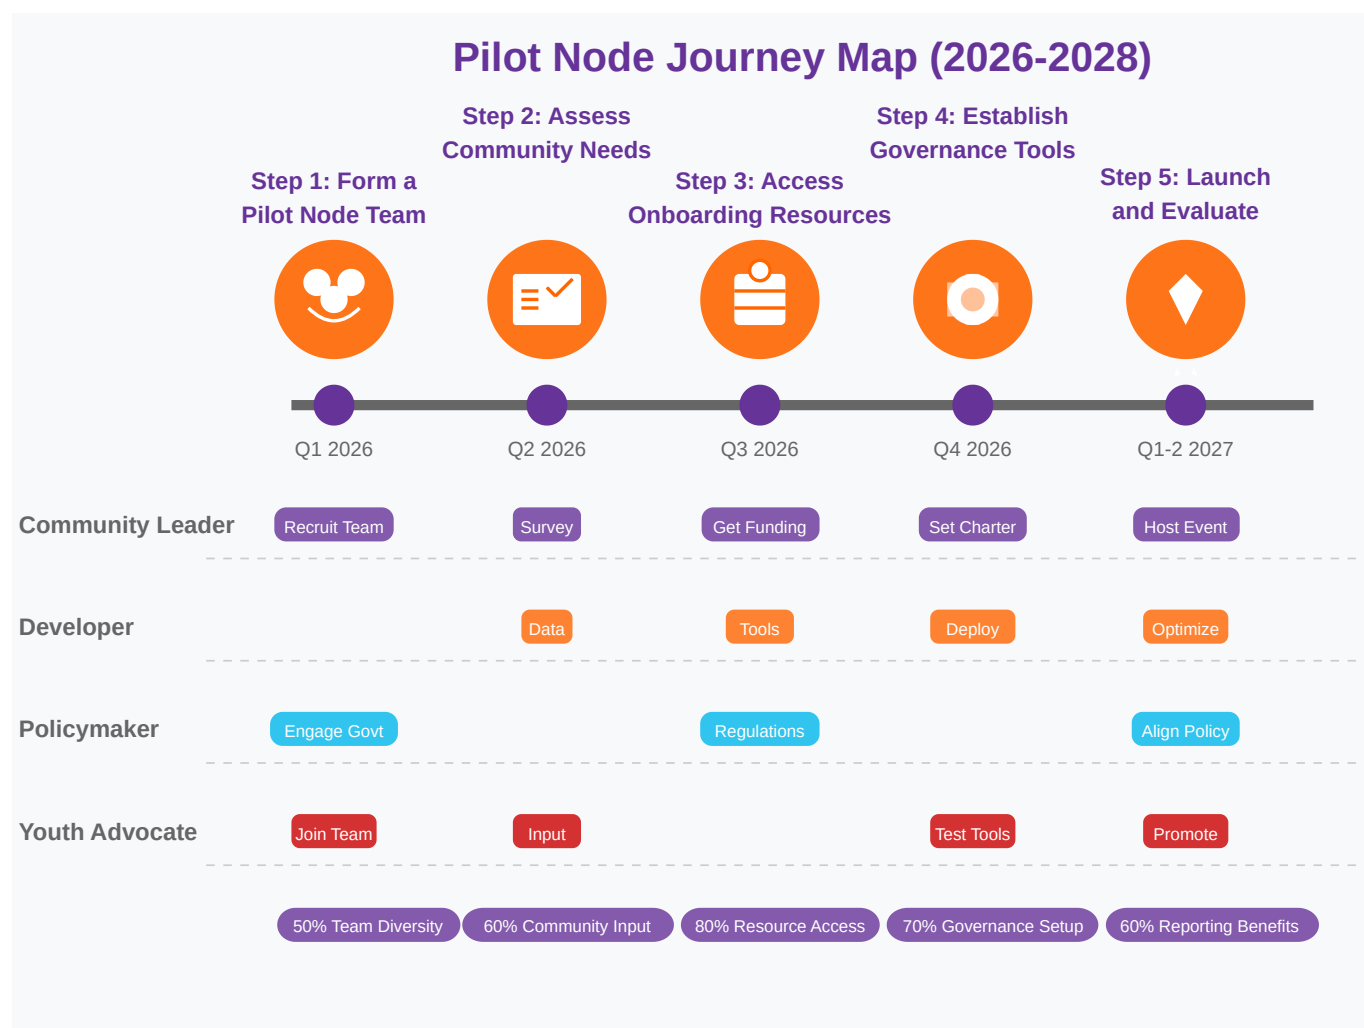 Pilot Node Journey Map (2026-2028)
Step 1: Form a
Pilot Node Team
Step 2: Assess
Community Needs
Step 3: Access
Onboarding Resources
Step 4: Establish
Governance Tools
Step 5: Launch
and Evaluate
Q1 2026
Q2 2026
Q3 2026
Q4 2026
Q1-2 2027
Community Leader
Recruit Team
Survey
Get Funding
Set Charter
Host Event
Developer
Data
Tools
Deploy
Optimize
Policymaker
Engage Govt
Regulations
Align Policy
Youth Advocate
Join Team
Input
Test Tools
Promote
50% Team Diversity
60% Community Input
80% Resource Access
70% Governance Setup
60% Reporting Benefits